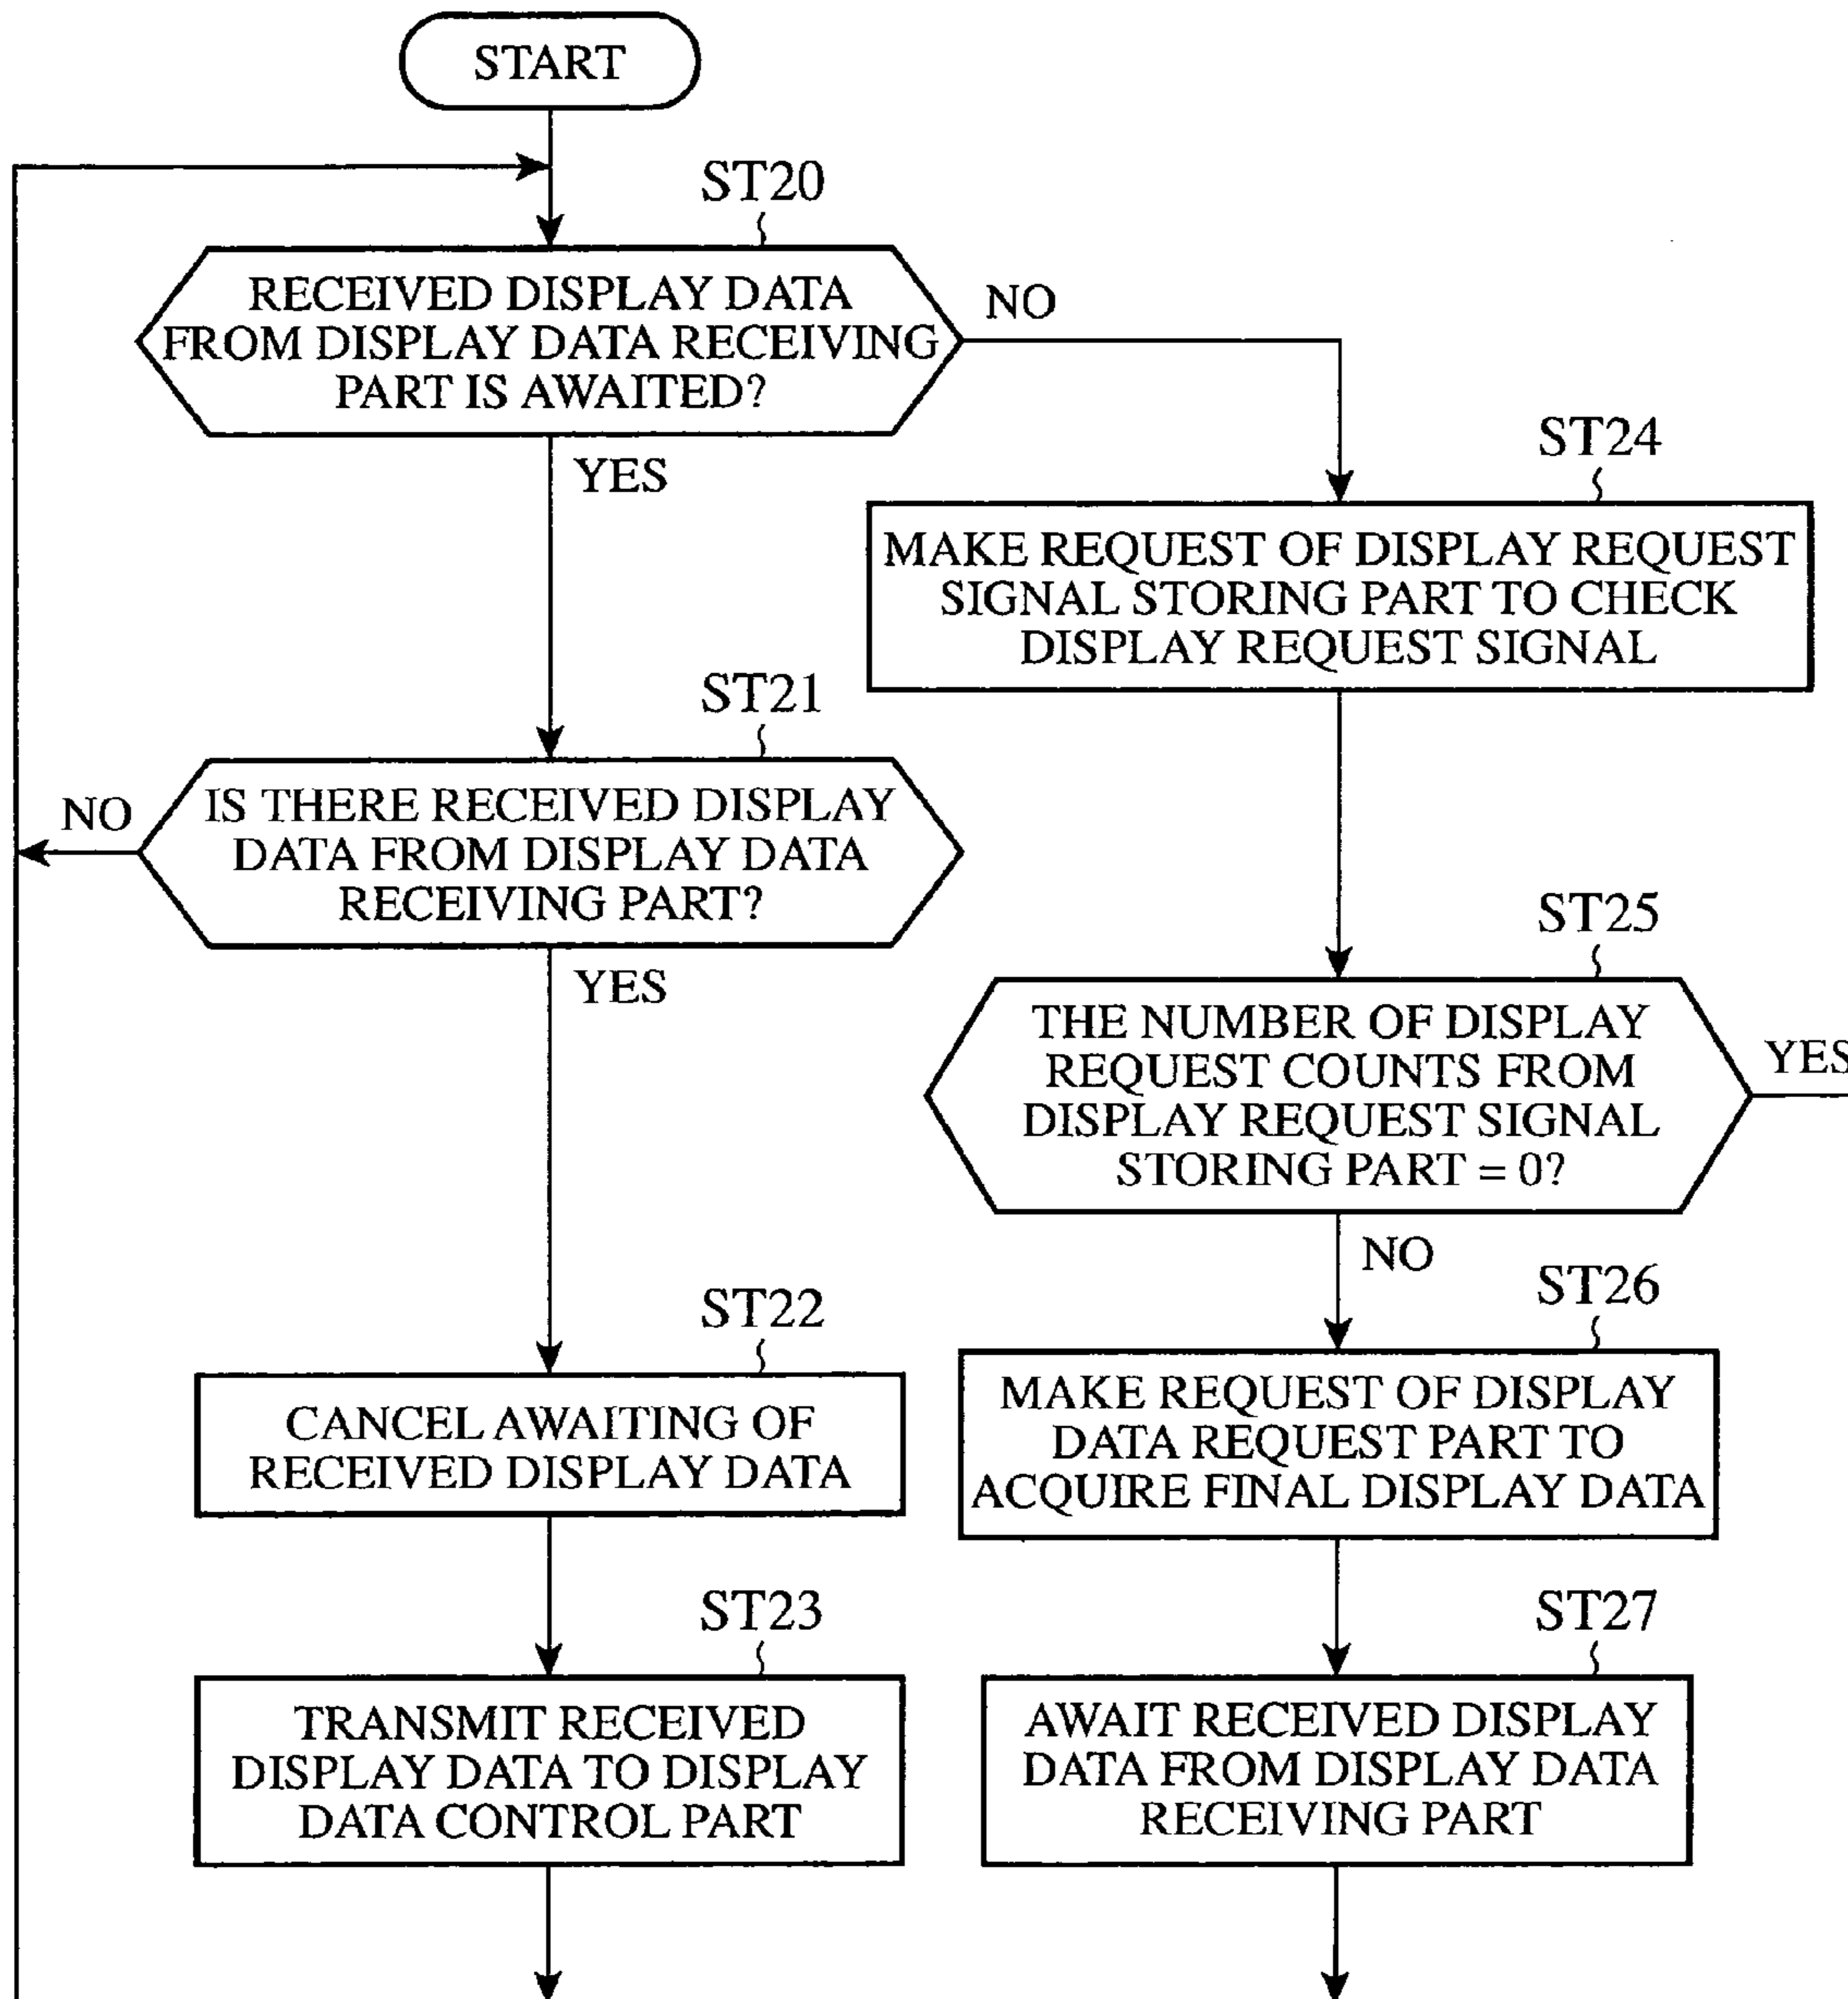 START
ST20
RECEIVED DISPLAY DATA
FROM DISPLAY DATA RECEIVING
PART IS AWAITED?
NO
YES
ST24
MAKE REQUEST OF DISPLAY REQUEST
SIGNAL STORING PART TO CHECK
DISPLAY REQUEST SIGNAL
ST21
IS THERE RECEIVED DISPLAY
DATA FROM DISPLAY DATA
RECEIVING PART?
NO
YES
ST25
THE NUMBER OF DISPLAY
REQUEST COUNTS FROM
DISPLAY REQUEST SIGNAL
STORING PART = 0?
YES
NO
ST22
CANCEL AWAITING OF
RECEIVED DISPLAY DATA
ST26
MAKE REQUEST OF DISPLAY
DATA REQUEST PART TO
ACQUIRE FINAL DISPLAY DATA
ST23
TRANSMIT RECEIVED
DISPLAY DATA TO DISPLAY
DATA CONTROL PART
ST27
AWAIT RECEIVED DISPLAY
DATA FROM DISPLAY DATA
RECEIVING PART